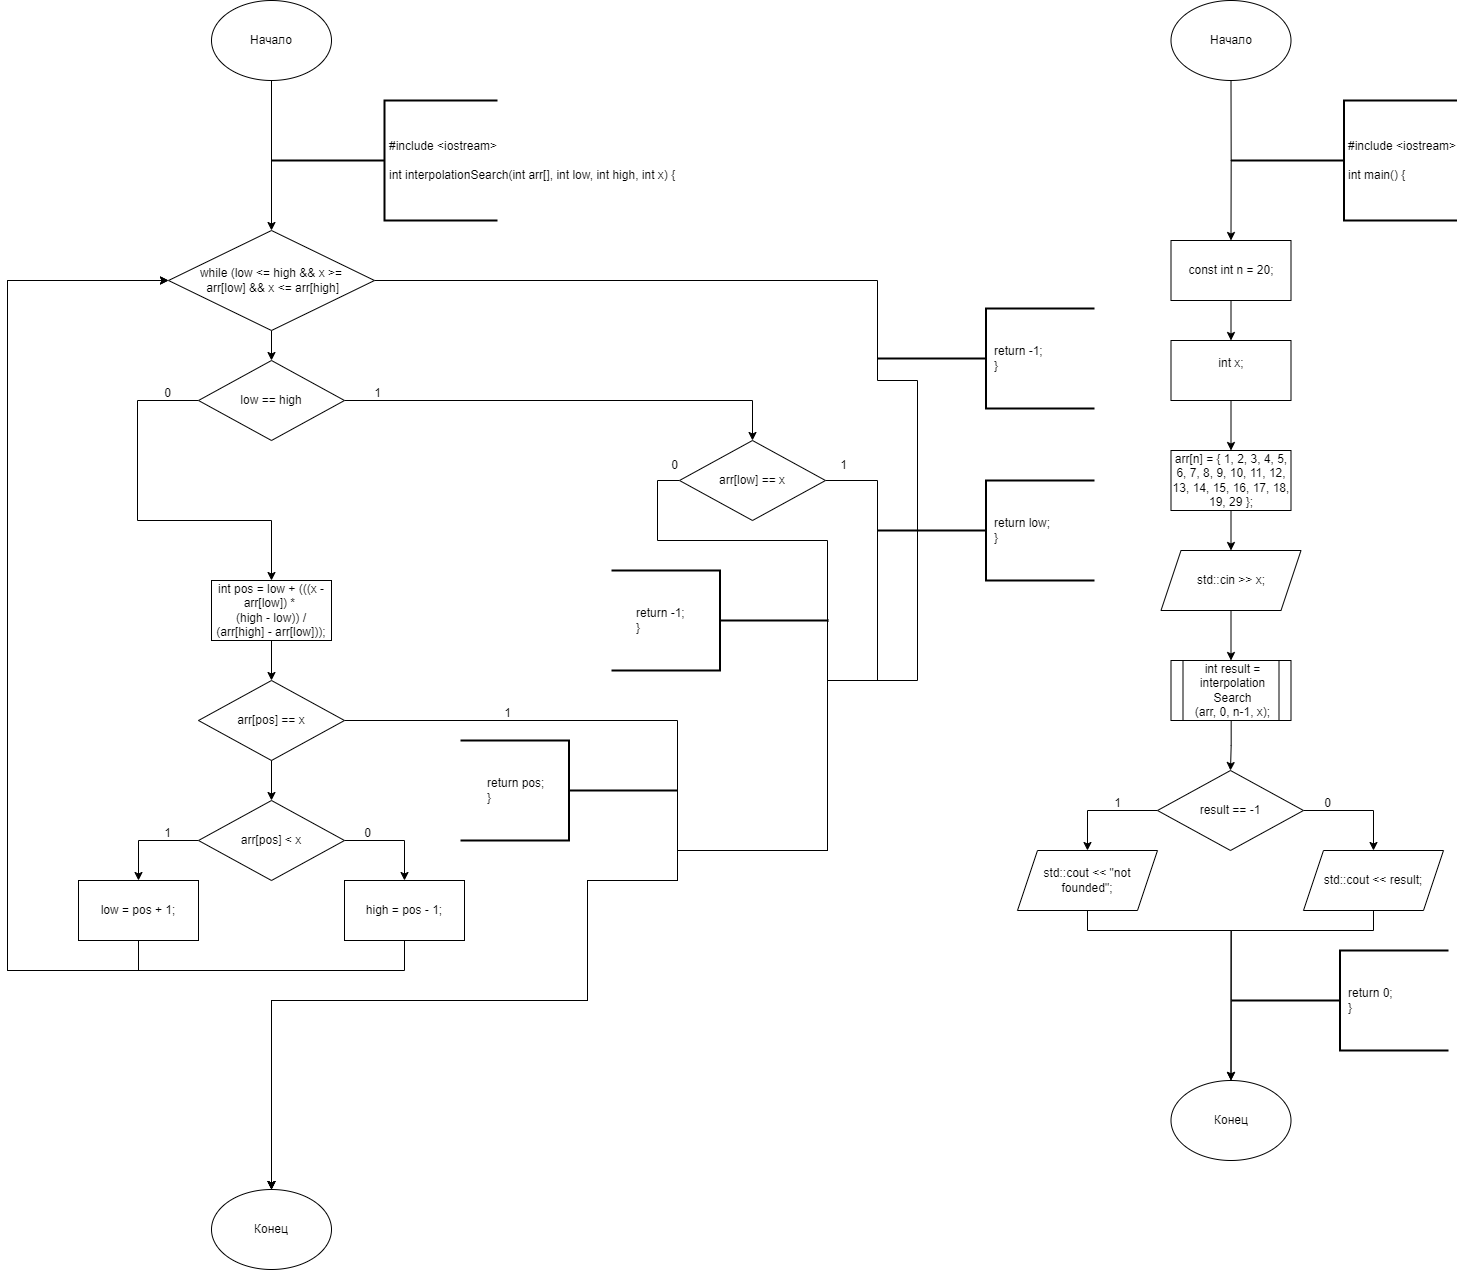 Начало
#include <iostream>
int interpolationSearch(int arr[], int low, int high, int x) {
while (low <= high && x >=
arr[low] && x <= arr[high]
return -1;
}
low == high
0
1
arr[low] == x
0
1
return low;
}
return -1;
}
int pos = low + (((x -
arr[low]) *
(high - low)) /
(arr[high] - arr[low]));
arr[pos] == x
1
return pos;
}
arr[pos] < x
1
0
low = pos + 1;
high = pos - 1;
Конец
Начало
#include <iostream>
int main() {
const int n = 20;
int x;
arr[n] = { 1, 2, 3, 4, 5,
6, 7, 8, 9, 10, 11, 12,
13, 14, 15, 16, 17, 18,
19, 29 };
std::cin >> x;
int result =
interpolation
Search
(arr, 0, n-1, x);
result == -1
1
0
std::cout << "not
founded";
std::cout << result;
return 0;
}
Конец